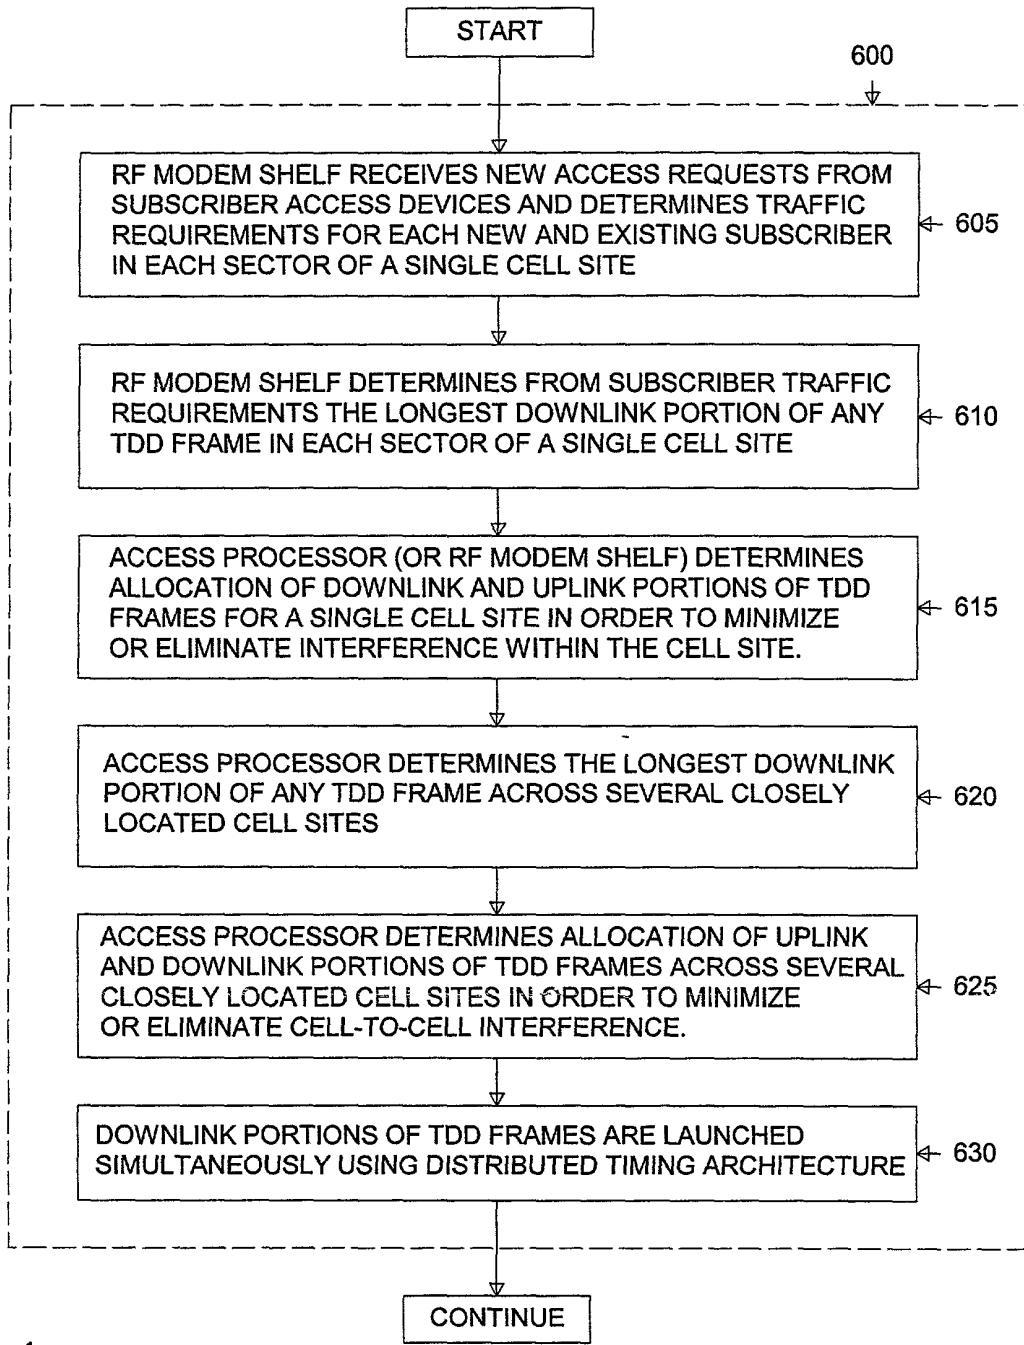 START
600
RF MODEM SHELF RECEIVES NEW ACCESS REQUESTS FROM
SUBSCRIBER ACCESS DEVICES AND DETERMINES TRAFFIC
REQUIREMENTS FOR EACH NEW AND EXISTING SUBSCRIBER
IN EACH SECTOR OF A SINGLE CELL SITE
605
RF MODEM SHELF DETERMINES FROM SUBSCRIBER TRAFFIC
REQUIREMENTS THE LONGEST DOWNLINK PORTION OF ANY
TDD FRAME IN EACH SECTOR OF A SINGLE CELL SITE
610
ACCESS PROCESSOR (OR RF MODEM SHELF) DETERMINES
ALLOCATION OF DOWNLINK AND UPLINK PORTIONS OF TDD
FRAMES FOR A SINGLE CELL SITE IN ORDER TO MINIMIZE
OR ELIMINATE INTERFERENCE WITHIN THE CELL SITE.
615
ACCESS PROCESSOR DETERMINES THE LONGEST DOWNLINK
PORTION OF ANY TDD FRAME ACROSS SEVERAL CLOSELY
LOCATED CELL SITES
620
ACCESS PROCESSOR DETERMINES ALLOCATION OF UPLINK
AND DOWNLINK PORTIONS OF TDD FRAMES ACROSS SEVERAL
CLOSELY LOCATED CELL SITES IN ORDER TO MINIMIZE
OR ELIMINATE CELL-TO-CELL INTERFERENCE.
625
DOWNLINK PORTIONS OF TDD FRAMES ARE LAUNCHED
SIMULTANEOUSLY USING DISTRIBUTED TIMING ARCHITECTURE
630
CONTINUE